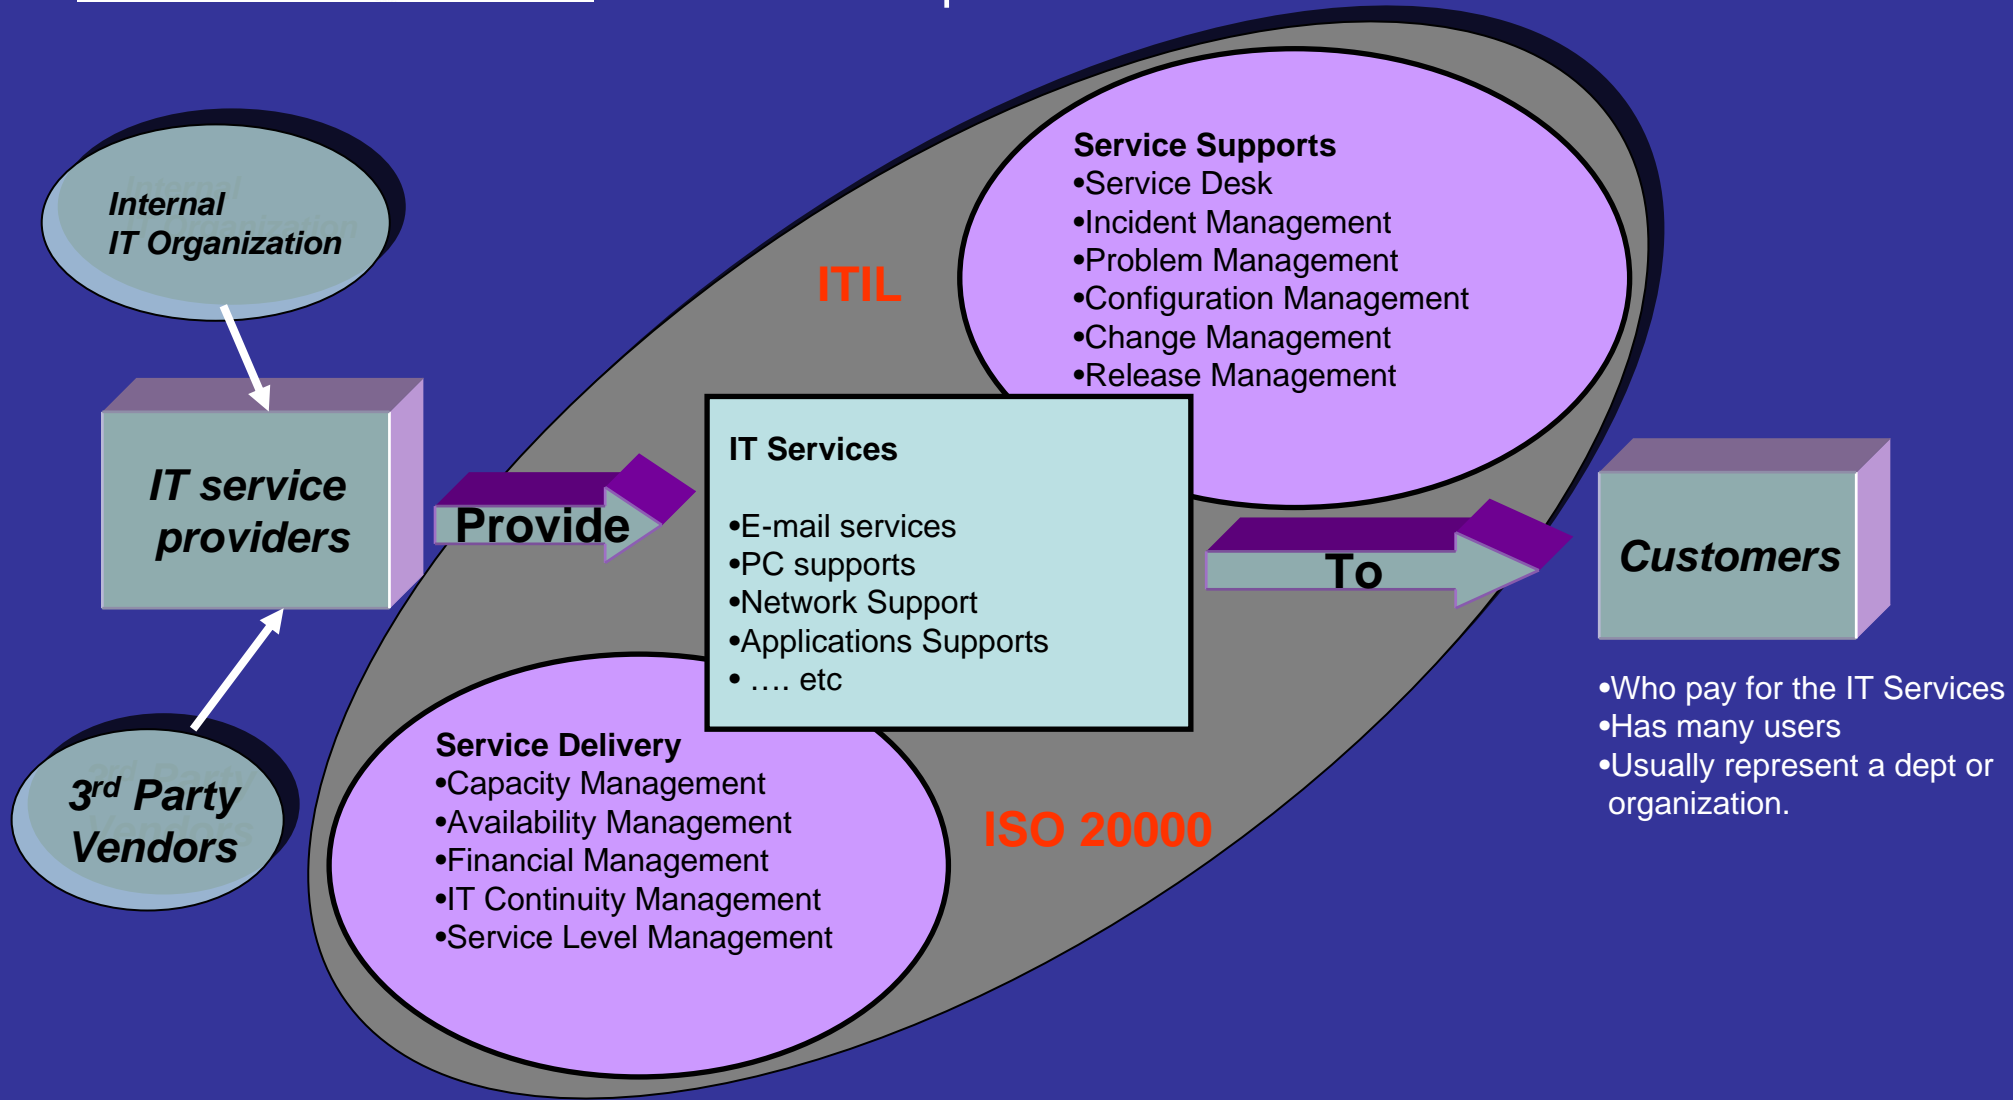 Internal
IT Organization
IT service
providers
3rd Party
Vendors
Provide
ITIL
Service Supports
•Service Desk
•Incident Management
•Problem Management
•Configuration Management
•Change Management
•Release Management
IT Services
•E-mail services
•PC supports
•Network Support
•Applications Supports
• …. etc
Service Delivery
•Capacity Management
•Availability Management
•Financial Management
•IT Continuity Management
•Service Level Management
ISO 20000
To
Customers
•Who pay for the IT Services
•Has many users
•Usually represent a dept or
organization.